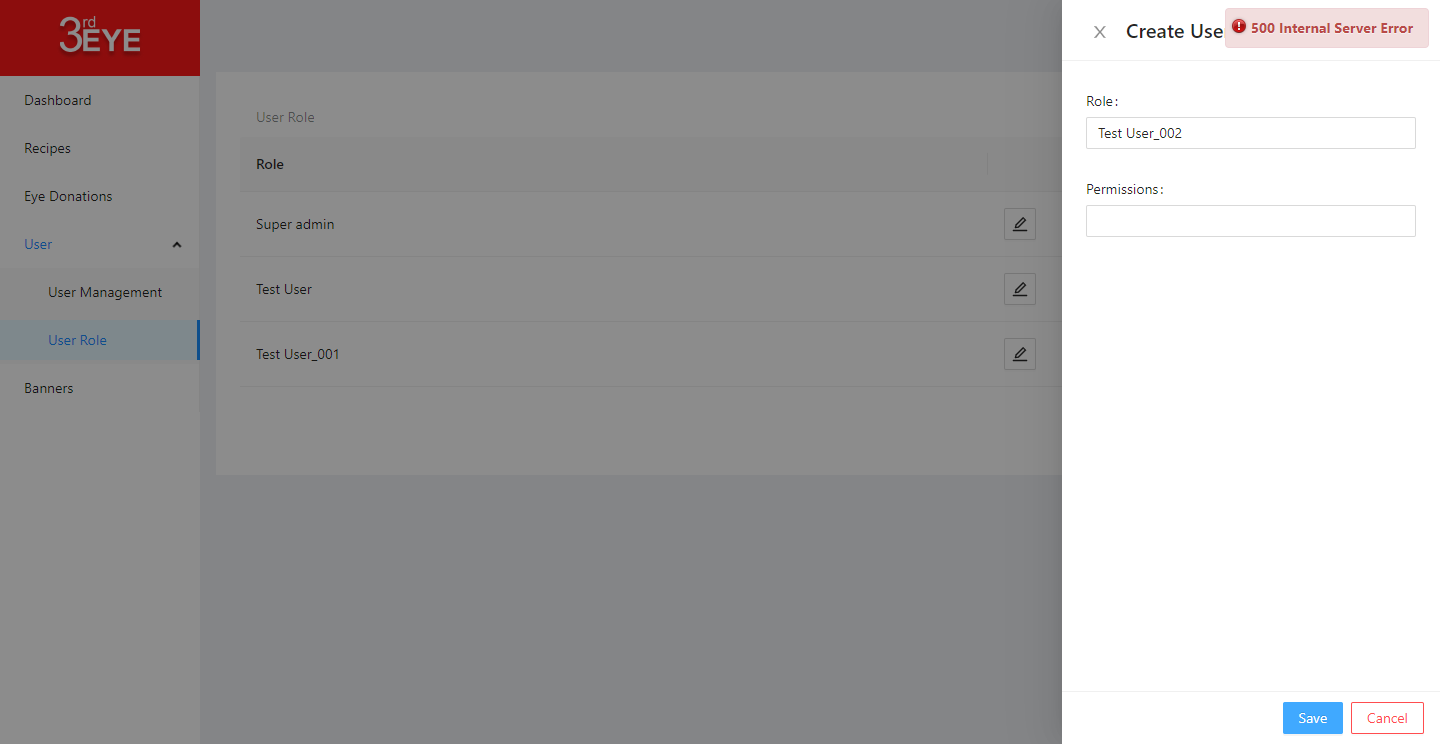 3rd EYE
Dashboard
Recipes
Eye Donations
User
User Management
User Role
Banners
User Role
Role
Super admin
Test User
Test User_001
Create Use
500 Internal Server Error
Role:
Test User_002
Permissions:
Save
Cancel